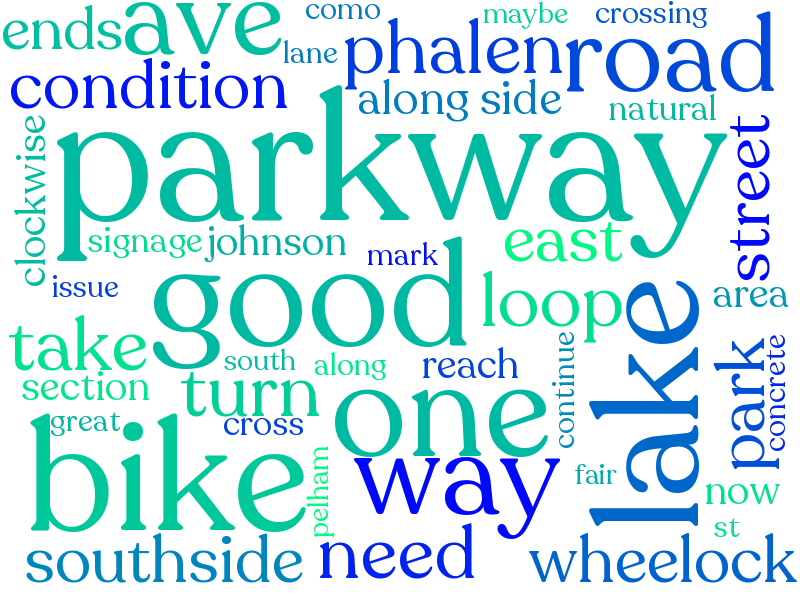 como
maybe
crossing
ends
ave
lane
phalen
road
condition
along side
natural
parkway
clockwise
street
signage
johnson
mark
east
issue
good
loop
lake
area
take
south
along
reach
continue
park
concrete
section
turn
one
great
cross
bike
way
pelham
fair
now
st
southside
need
wheelock